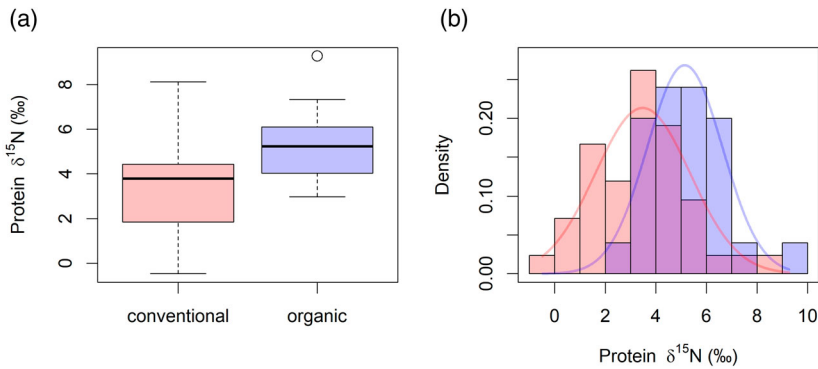 (a)
Protein δ¹⁵N (‰)
8
6
4
2
0
conventional
organic
(b)
Density
0.20
0.10
0.00
0
2
4
6
8
10
Protein δ¹⁵N (‰)